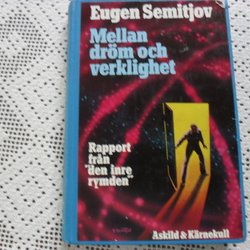 Eugen Semitjov
Mellan
dröm och
verklighet
Rapport
från
"den inre
rymden"
Askild & Kärnekull